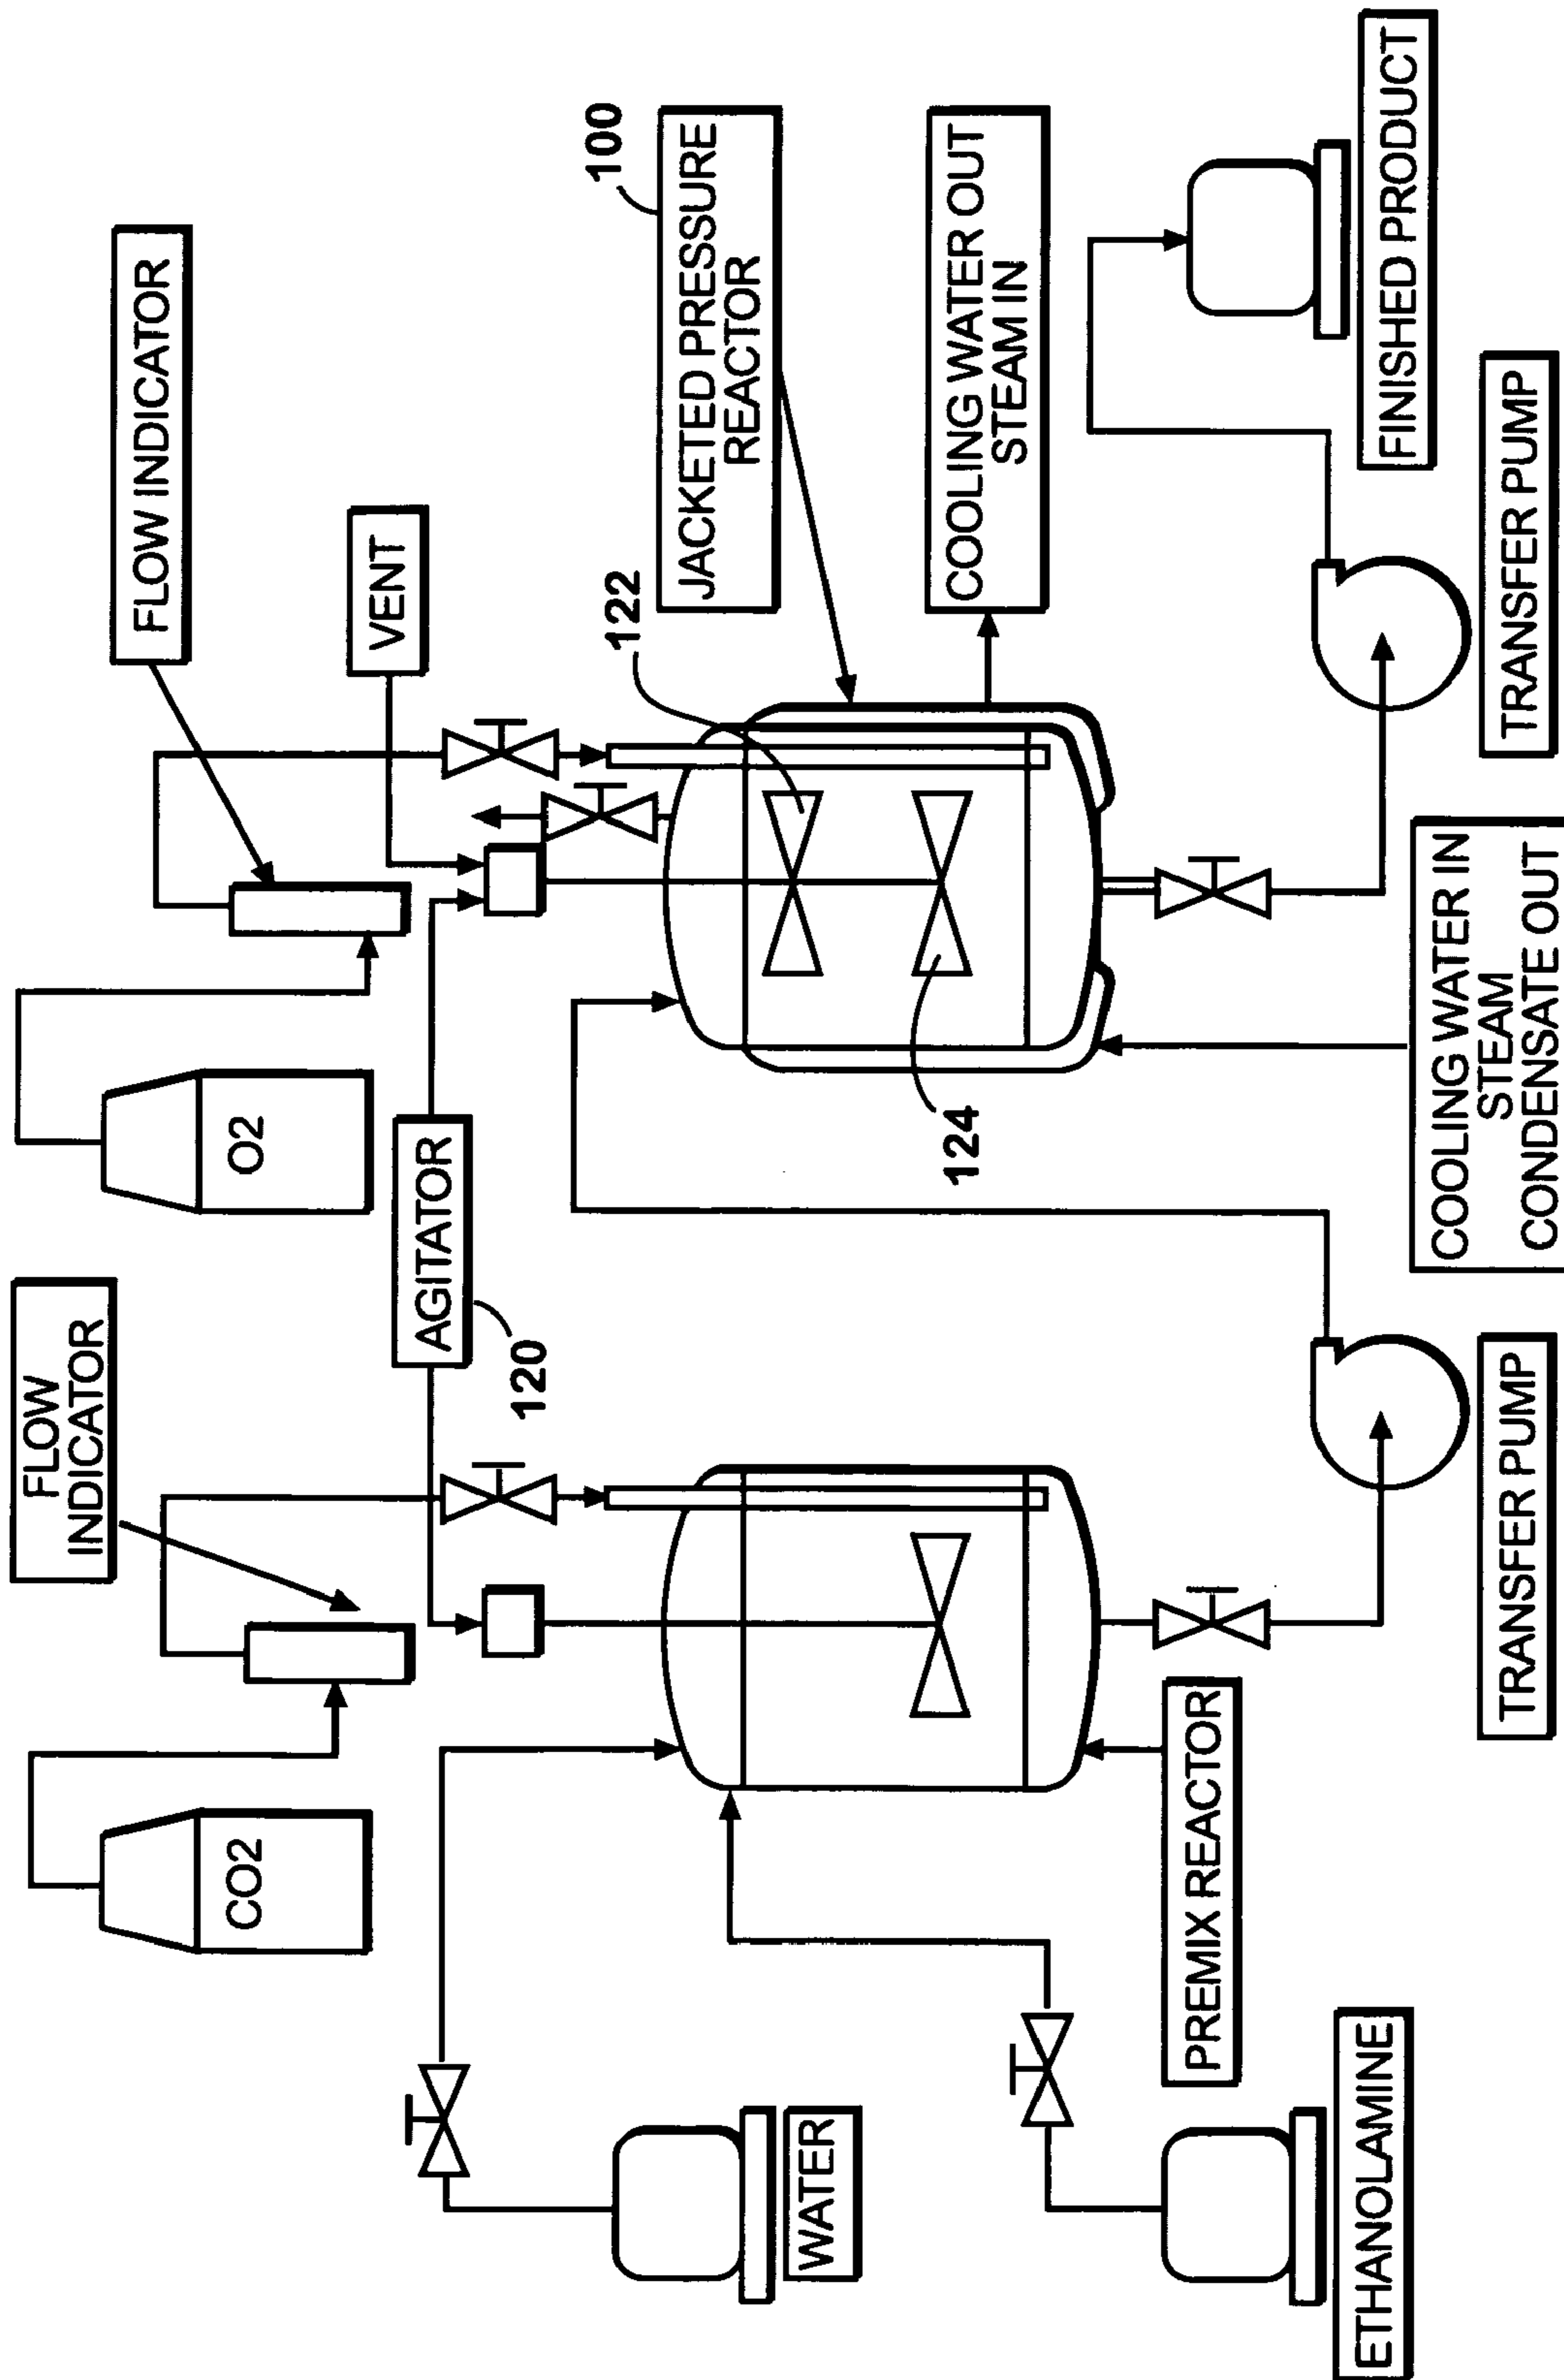 FLOW
INDICATOR
FLOW INDICATOR
CO2
O2
VENT
AGITATOR
120
100
JACKETED PRESSURE
REACTOR
122
124
WATER
COOLING WATER OUT
STEAM IN
PREMIX REACTOR
ETHANOLAMINE
TRANSFER PUMP
COOLING WATER IN
STEAM
CONDENSATE OUT
TRANSFER PUMP
FINISHED PRODUCT